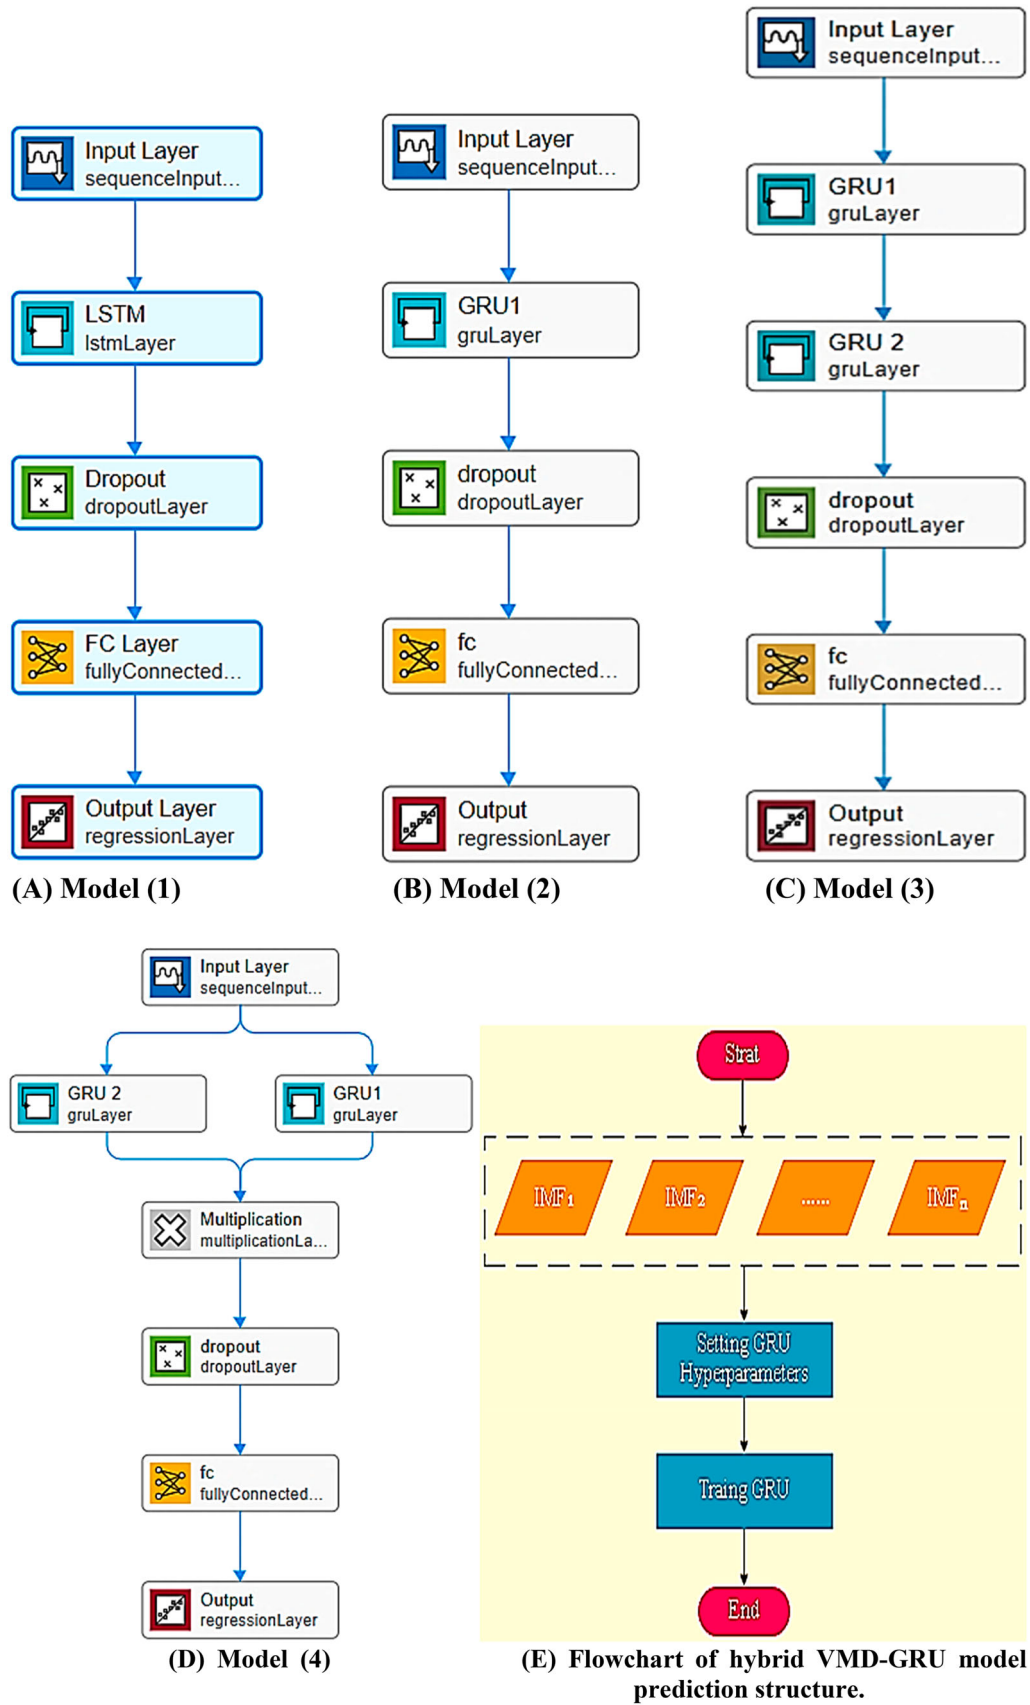 Input Layer
sequenceInput...
LSTM
lstmLayer
Dropout
dropoutLayer
FC Layer
fullyConnected...
Output Layer
regressionLayer
(A) Model (1)
Input Layer
sequenceInput...
GRU1
gruLayer
dropout
dropoutLayer
fc
fullyConnected...
Output
regressionLayer
(B) Model (2)
Input Layer
sequenceInput...
GRU1
gruLayer
GRU 2
gruLayer
dropout
dropoutLayer
fc
fullyConnected...
Output
regressionLayer
(C) Model (3)
Input Layer
sequenceInput...
GRU 2
gruLayer
GRU1
gruLayer
Multiplication
multiplicationLa...
dropout
dropoutLayer
fc
fullyConnected...
Output
regressionLayer
(D) Model (4)
Strat
IMF1
IMF2
......
IMFn
Setting GRU
Hyperparameters
Traing GRU
End
(E) Flowchart of hybrid VMD-GRU model
prediction structure.